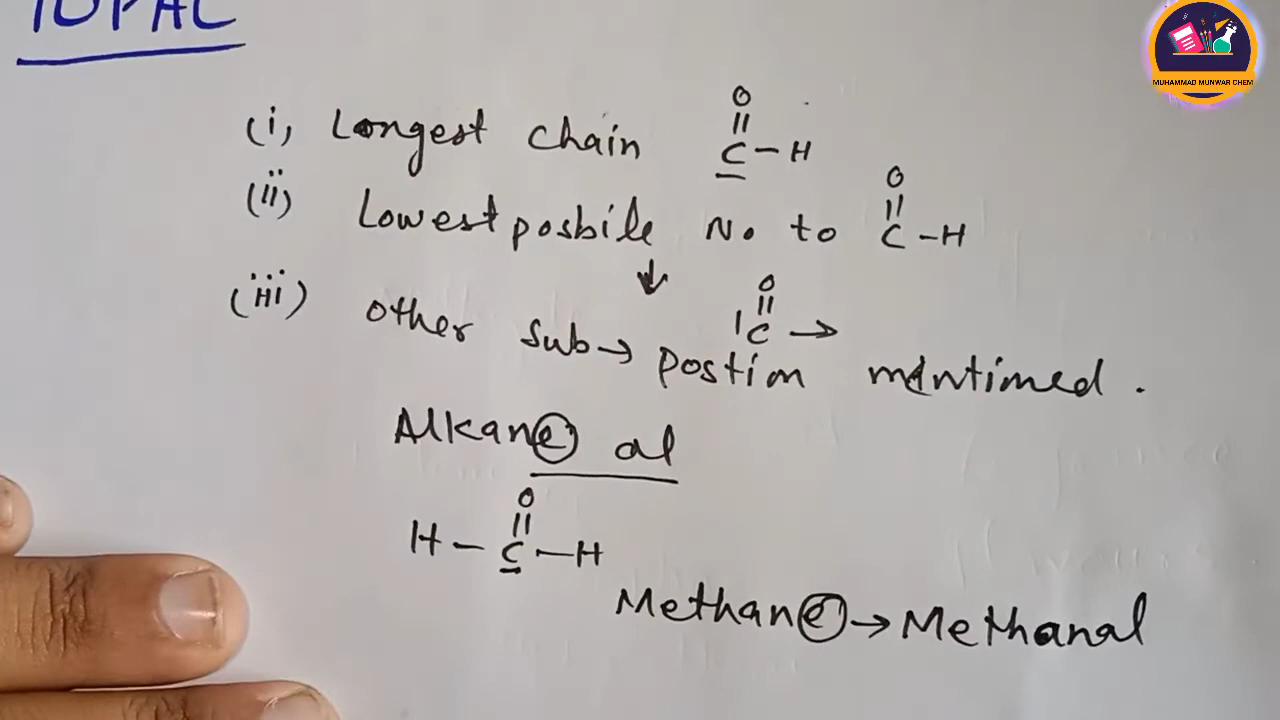 IUPAC
MUHAMMAD MUNWAR CHEM
(i) Longest chain
O
||
C-H
(ii) Lowest posbile No to
O
||
C-H
↓
(iii) other sub→ postion mentioned.
O
||
1C→
Alkane al
O
||
H-C-H
Methane→Methanal